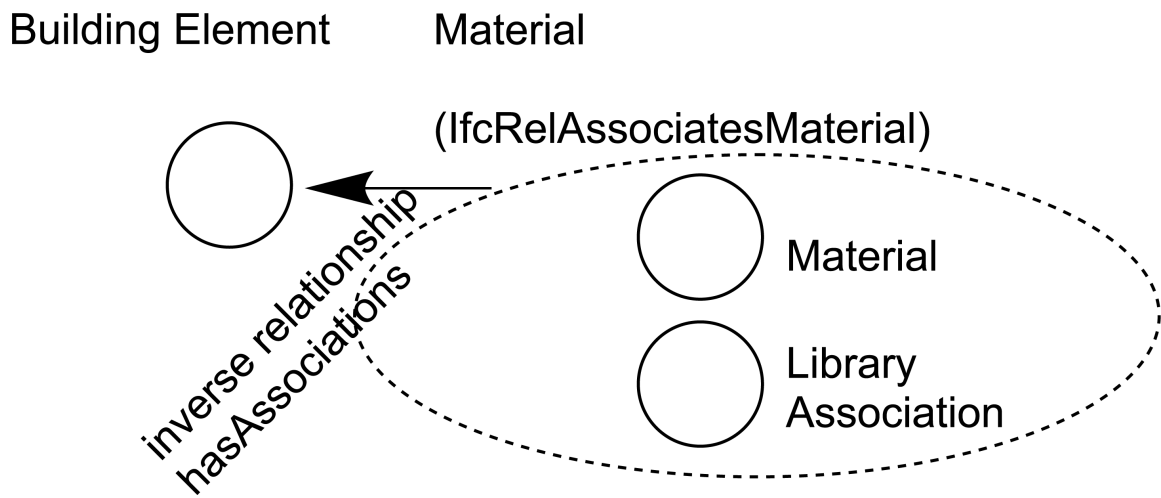 Building Element
Material
(IfcRelAssociatesMaterial)
inverse relationship
hasAssociations
Material
Library
Association